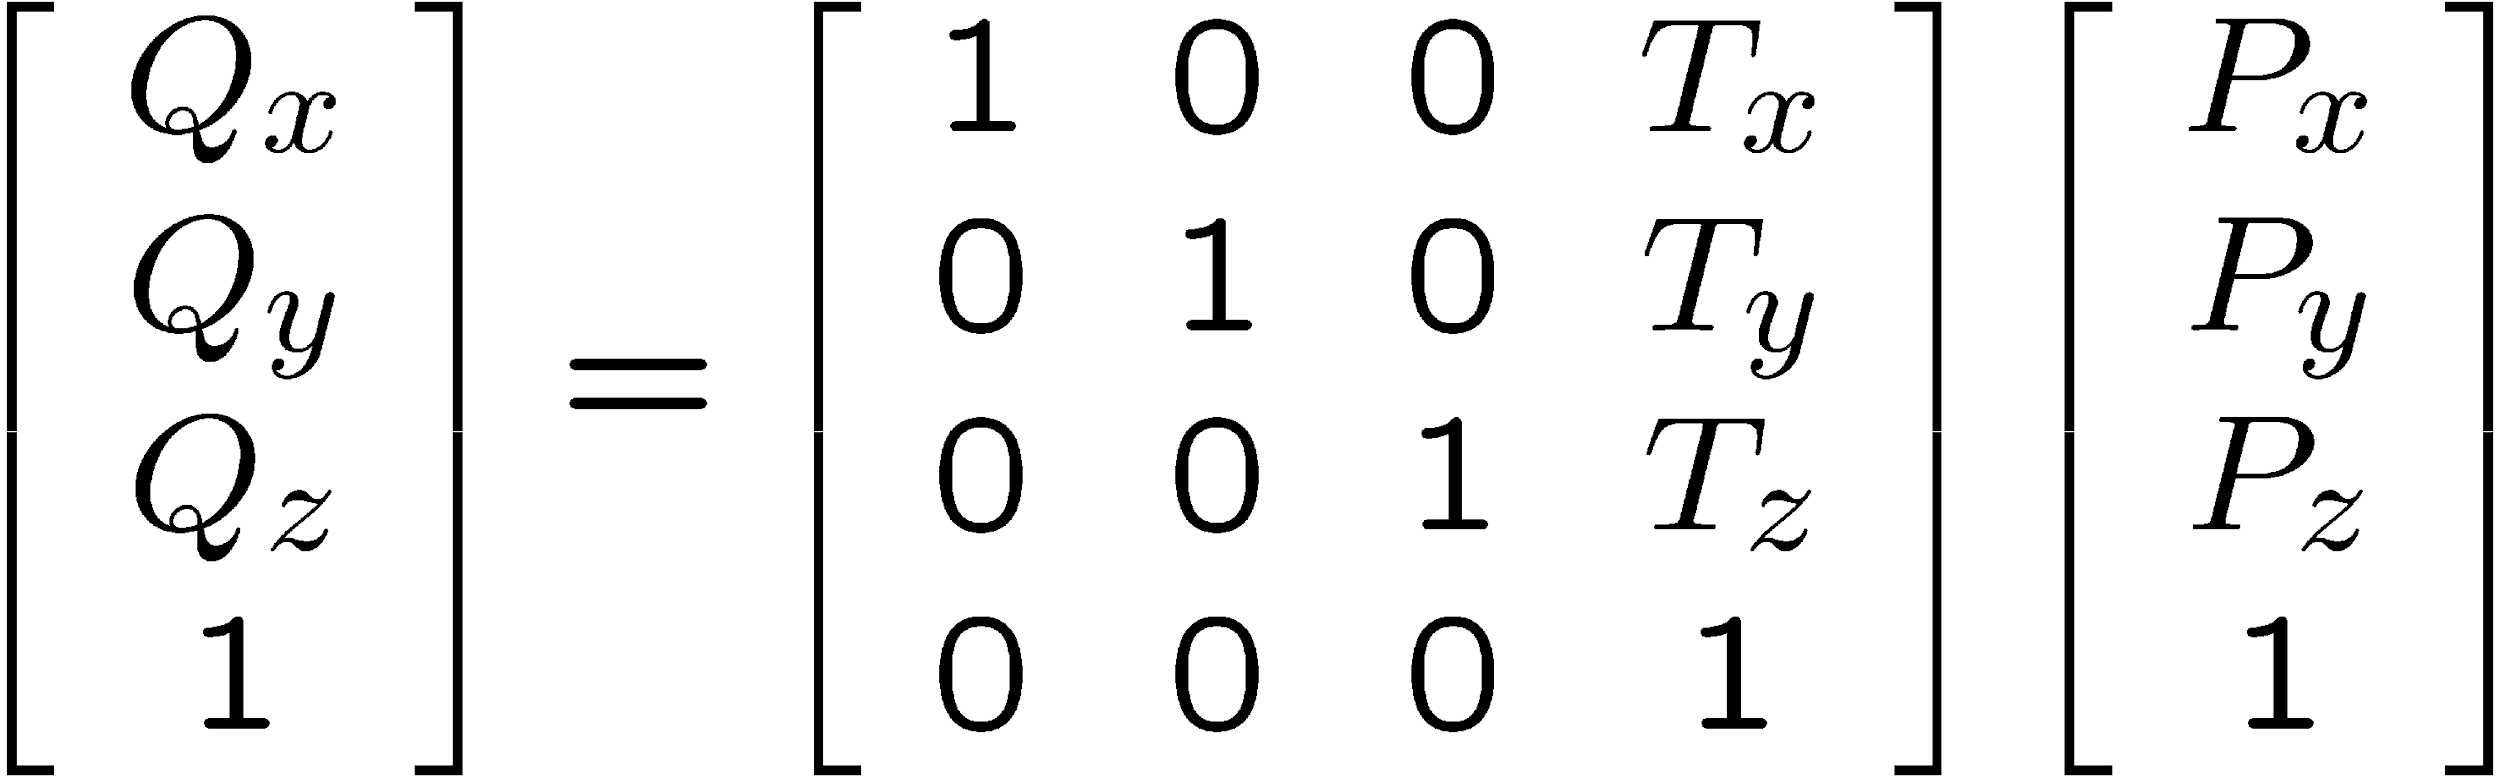 [ Qx ] [ 1 0 0 Tx ] [ Px ]
[ Qy ] [ 0 1 0 Ty ] [ Py ]
=
[ Qz ] [ 0 0 1 Tz ] [ Pz ]
[ 1 ] [ 0 0 0 1 ] [ 1 ]